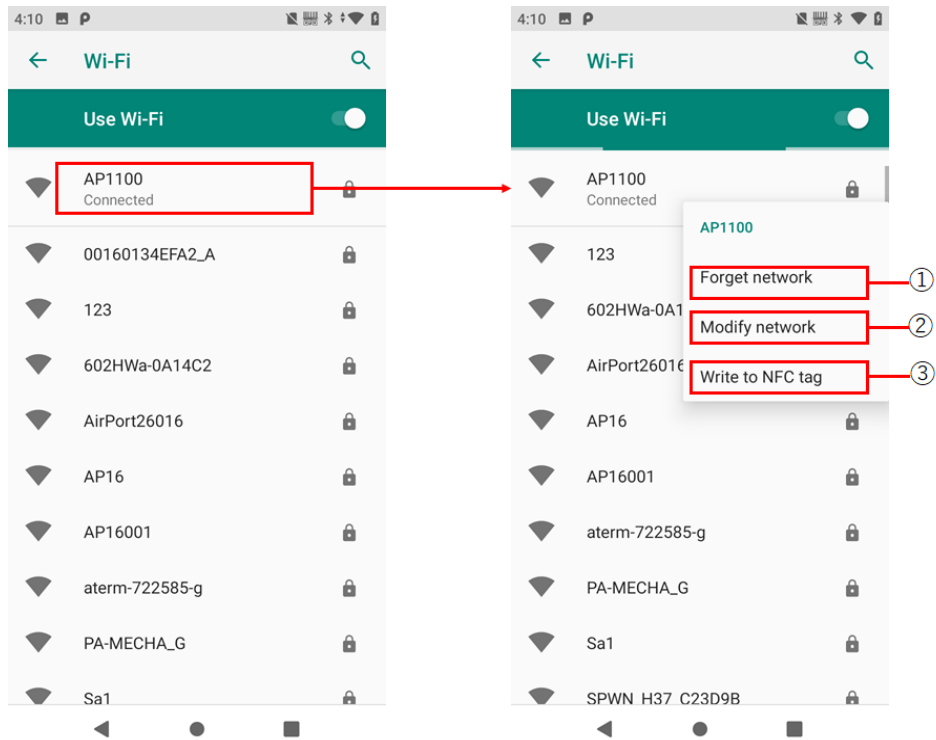 4:10
Wi-Fi
Use Wi-Fi
AP1100
Connected
00160134EFA2_A
123
602HWa-0A14C2
AirPort26016
AP16
AP16001
aterm-722585-g
PA-MECHA_G
Sa1
4:10
Wi-Fi
Use Wi-Fi
AP1100
Connected
123
602HWa-0A1
AirPort26016
AP16
AP16001
aterm-722585-g
PA-MECHA_G
Sa1
SPWN_H37_C23D9B
AP1100
Forget network
①
Modify network
②
Write to NFC tag
③